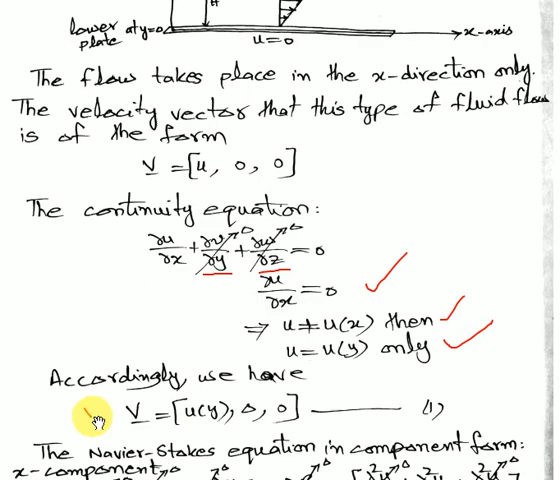 H
lower at y=0
plate
u=0
x-axis
The flow takes place in the x-direction only.
The velocity vector that this type of fluid flow
is of the form
V = [u, 0, 0]
The continuity equation:
∂u/∂x + ∂v/∂y + ∂w/∂z = 0
∂u/∂x = 0
⇒ u ≠ u(x) then
u = u(y) only
Accordingly, we have
V = [u(y), 0, 0] ——— (1)
The Navier-Stokes equation in component form:
x-component